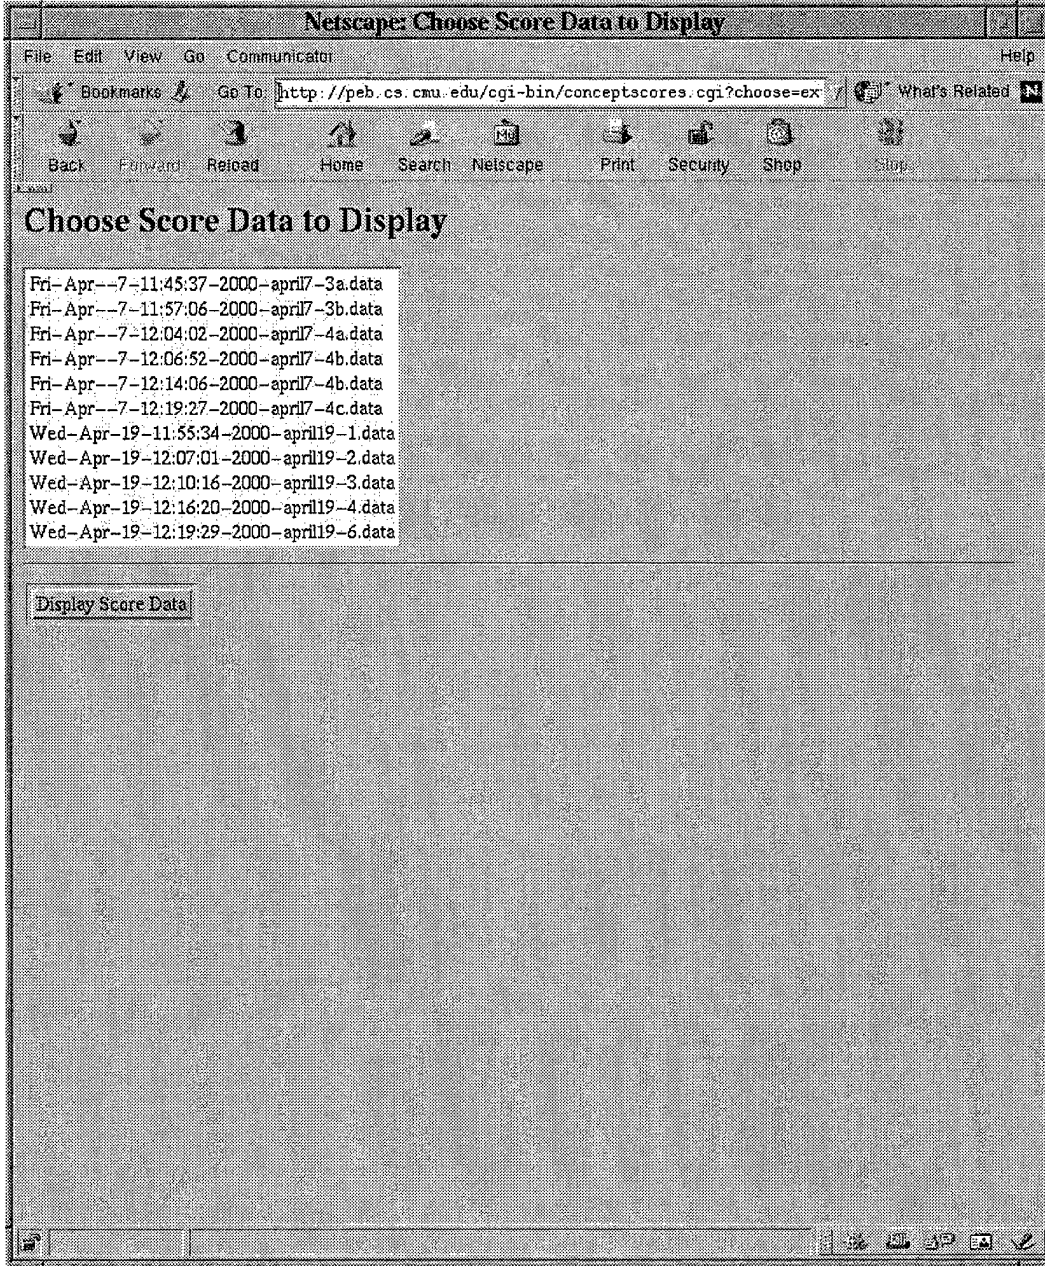 Netscape: Choose Score Data to Display
File Edit View Go Communicator Help
Bookmarks Go To: http://peb.cs.cmu.edu/cgi-bin/conceptscores.cgi?choose=ex What's Related N
Back Forward Reload Home Search Netscape Print Security Shop Stop
Choose Score Data to Display
Fri-Apr--7-11:45:37-2000-april7-3a.data
Fri-Apr--7-11:57:06-2000-april7-3b.data
Fri-Apr--7-12:04:02-2000-april7-4a.data
Fri-Apr--7-12:06:52-2000-april7-4b.data
Fri-Apr--7-12:14:06-2000-april7-4b.data
Fri-Apr--7-12:19:27-2000-april7-4c.data
Wed-Apr-19-11:55:34-2000-april19-1.data
Wed-Apr-19-12:07:01-2000-april19-2.data
Wed-Apr-19-12:10:16-2000-april19-3.data
Wed-Apr-19-12:16:20-2000-april19-4.data
Wed-Apr-19-12:19:29-2000-april19-6.data
Display Score Data